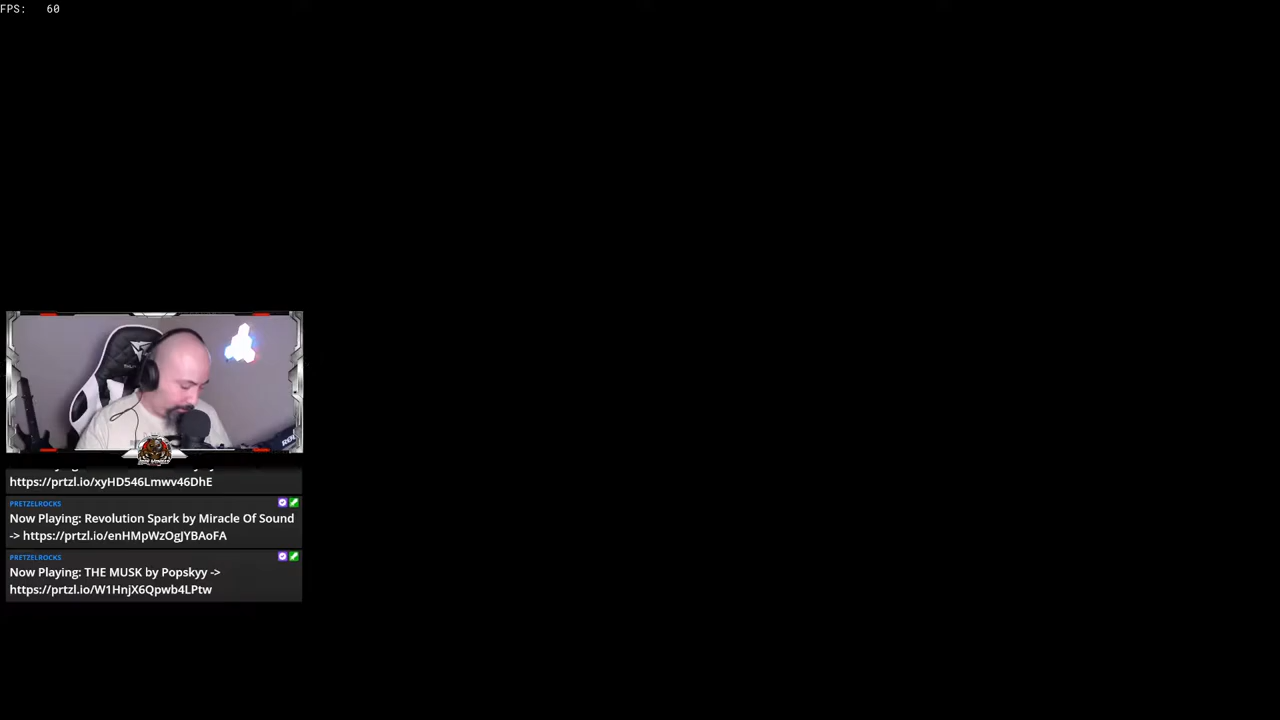 FPS: 60
https://prtzl.io/xyHD546Lmwv46DhE
PRETZELROCKS
Now Playing: Revolution Spark by Miracle Of Sound
-> https://prtzl.io/enHMpWzOgJYBAoFA
PRETZELROCKS
Now Playing: THE MUSK by Popskyy ->
https://prtzl.io/W1HnjX6Qpwb4LPtw